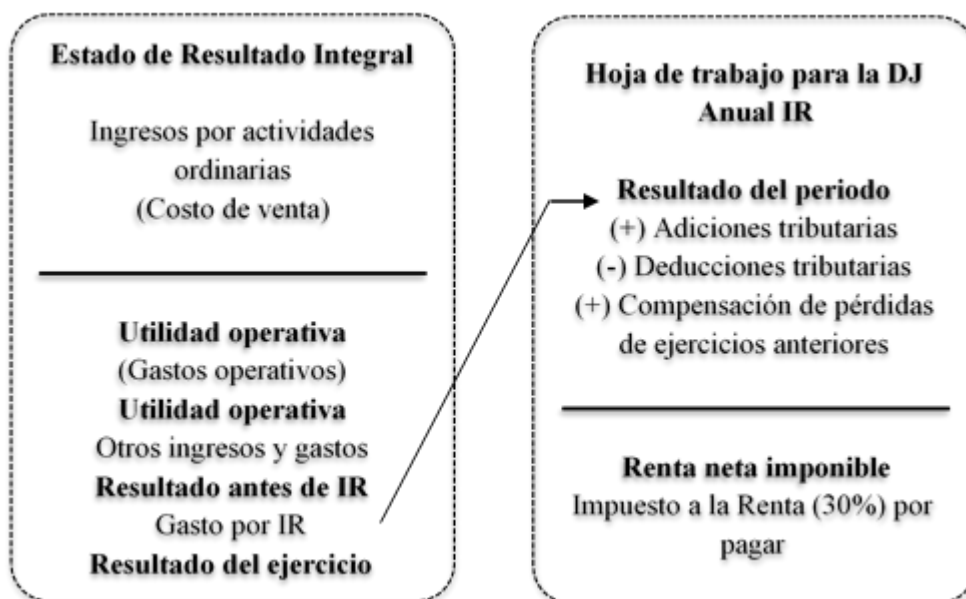 Estado de Resultado Integral
Ingresos por actividades
ordinarias
(Costo de venta)
Utilidad operativa
(Gastos operativos)
Utilidad operativa
Otros ingresos y gastos
Resultado antes de IR
Gasto por IR
Resultado del ejercicio
Hoja de trabajo para la DJ
Anual IR
Resultado del periodo
(+) Adiciones tributarias
(-) Deducciones tributarias
(+) Compensación de pérdidas
de ejercicios anteriores
Renta neta imponible
Impuesto a la Renta (30%) por
pagar